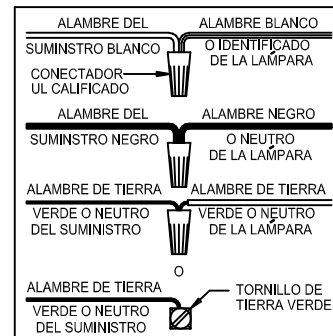 ALAMBRE DEL
SUMINSTRO BLANCO
ALAMBRE BLANCO
O IDENTIFICADO
DE LA LAMPARA
CONECTADOR
UL CALIFICADO
ALAMBRE DEL
SUMINSTRO NEGRO
ALAMBRE NEGRO
O NEUTRO
DE LA LÁMPARA
ALAMBRE DE TIERRA
VERDE O NEUTRO
DEL SUMINISTRO
ALAMBRE DE TIERRA
VERDE O NEUTRO
DE LA LÁMPARA
O
ALAMBRE DE TIERRA
VERDE O NEUTRO
DEL SUMINISTRO
TORNILLO DE
TIERRA VERDE